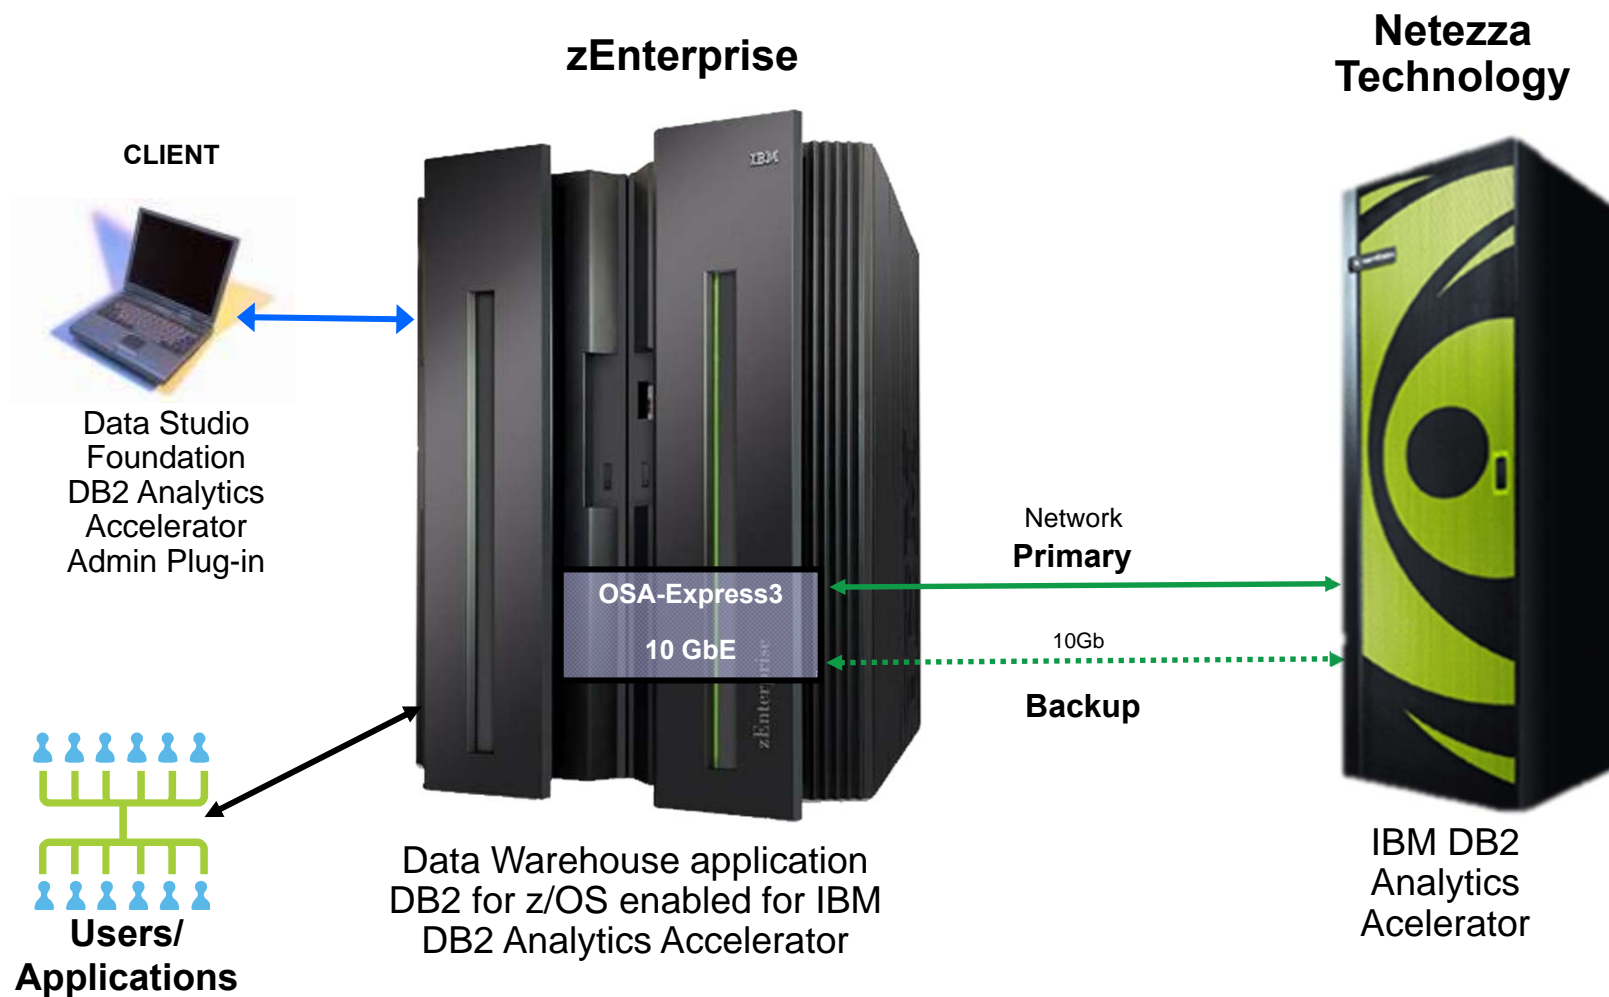 zEnterprise
Netezza
Technology
CLIENT
IBM
Data Studio
Foundation
DB2 Analytics
Accelerator
Admin Plug-in
OSA-Express3
10 GbE
zEnterprise
Network
Primary
10Gb
Backup
Users/
Applications
Data Warehouse application
DB2 for z/OS enabled for IBM
DB2 Analytics Accelerator
IBM DB2
Analytics
Acelerator